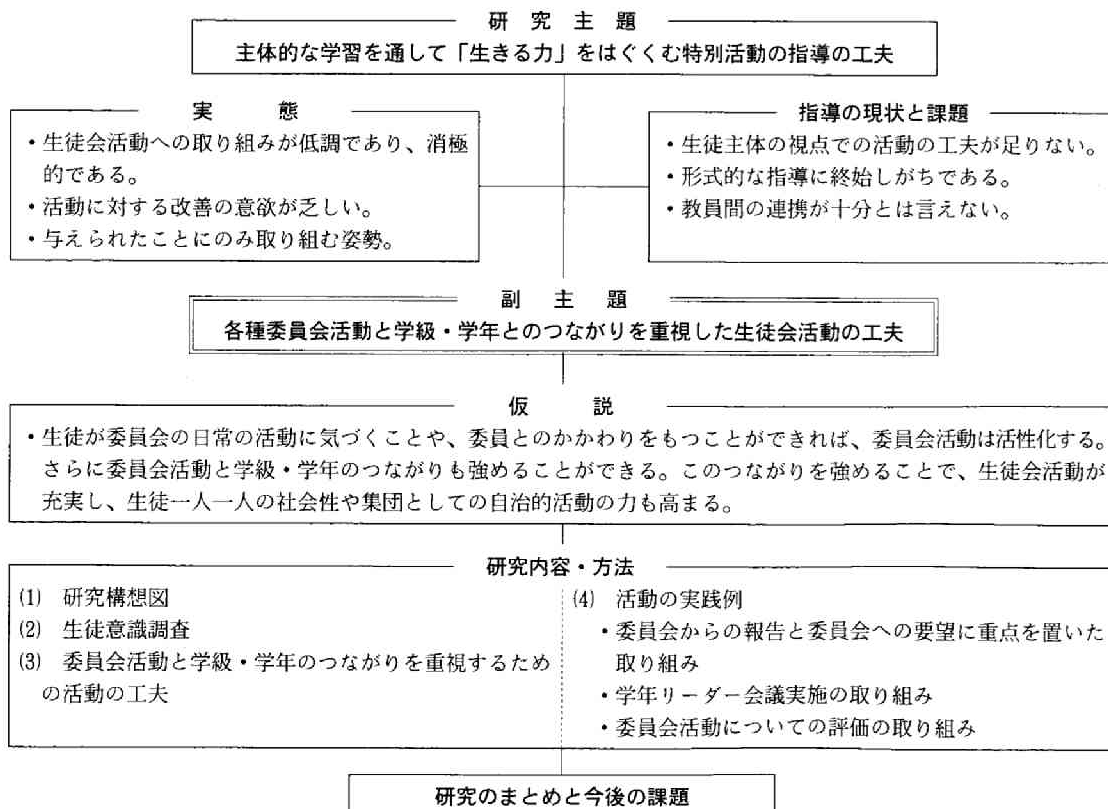 研究主題
主体的な学習を通して「生きる力」をはぐくむ特別活動の指導の工夫
実態
・生徒会活動への取り組みが低調であり、消極
的である。
・活動に対する改善の意欲が乏しい。
・与えられたことにのみ取り組む姿勢。
指導の現状と課題
・生徒主体の視点での活動の工夫が足りない。
・形式的な指導に終始しがちである。
・教員間の連携が十分とは言えない。
副主題
各種委員会活動と学級・学年とのつながりを重視した生徒会活動の工夫
仮説
・生徒が委員会の日常の活動に気づくことや、委員とのかかわりをもつことができれば、委員会活動は活性化する。
さらに委員会活動と学級・学年のつながりも強めることができる。このつながりを強めることで、生徒会活動が
充実し、生徒一人一人の社会性や集団としての自治的活動の力も高まる。
研究内容・方法
(1) 研究構想図
(2) 生徒意識調査
(3) 委員会活動と学級・学年のつながりを重視するため
の活動の工夫
(4) 活動の実践例
・委員会からの報告と委員会への要望に重点を置いた
取り組み
・学年リーダー会議実施の取り組み
・委員会活動についての評価の取り組み
研究のまとめと今後の課題